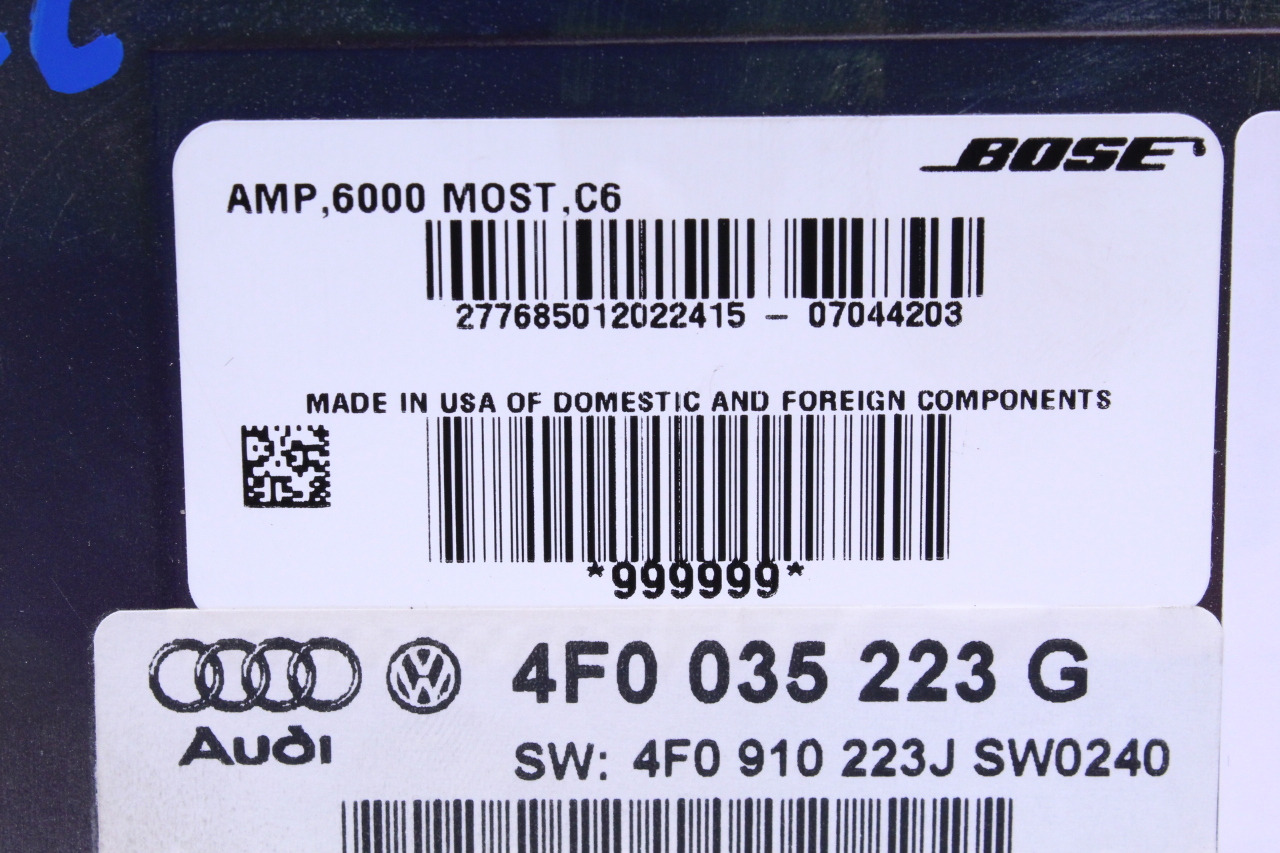 BOSE
AMP,6000 MOST,C6
277685012022415 - 07044203
MADE IN USA OF DOMESTIC AND FOREIGN COMPONENTS
*999999*
4F0 035 223 G
Audi
SW: 4F0 910 223J SW0240